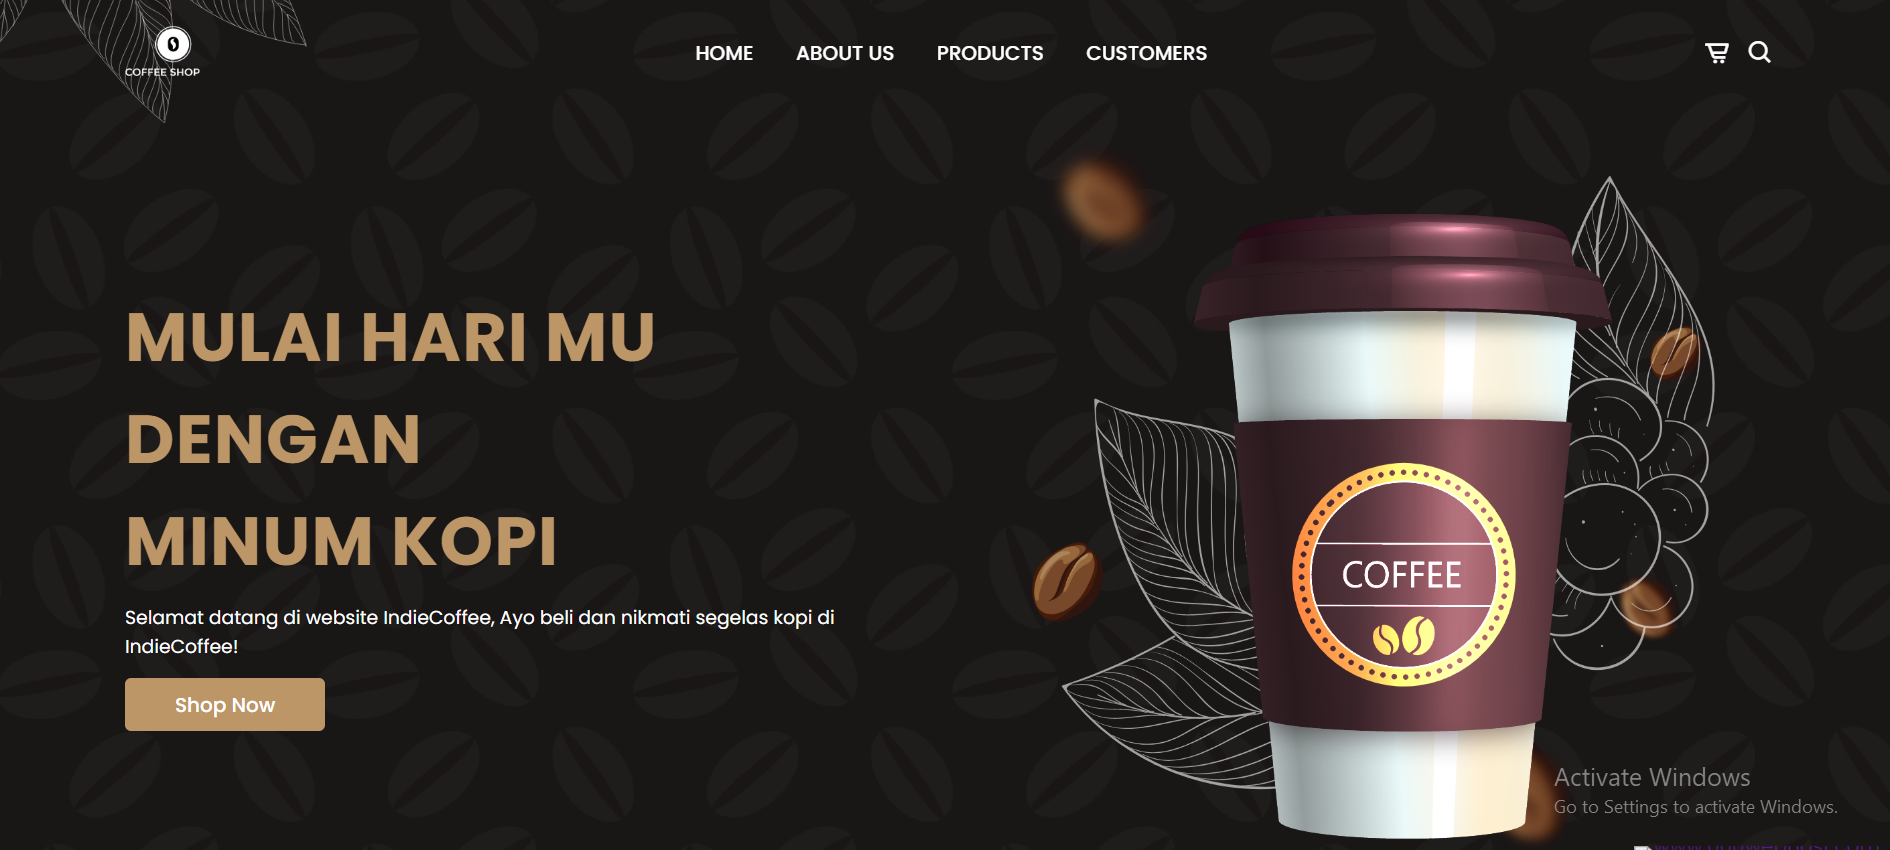 COFFEE SHOP
HOME ABOUT US PRODUCTS CUSTOMERS
MULAI HARI MU
DENGAN
MINUM KOPI
Selamat datang di website IndieCoffee, Ayo beli dan nikmati segelas kopi di
IndieCoffee!
Shop Now
COFFEE
Activate Windows
Go to Settings to activate Windows.